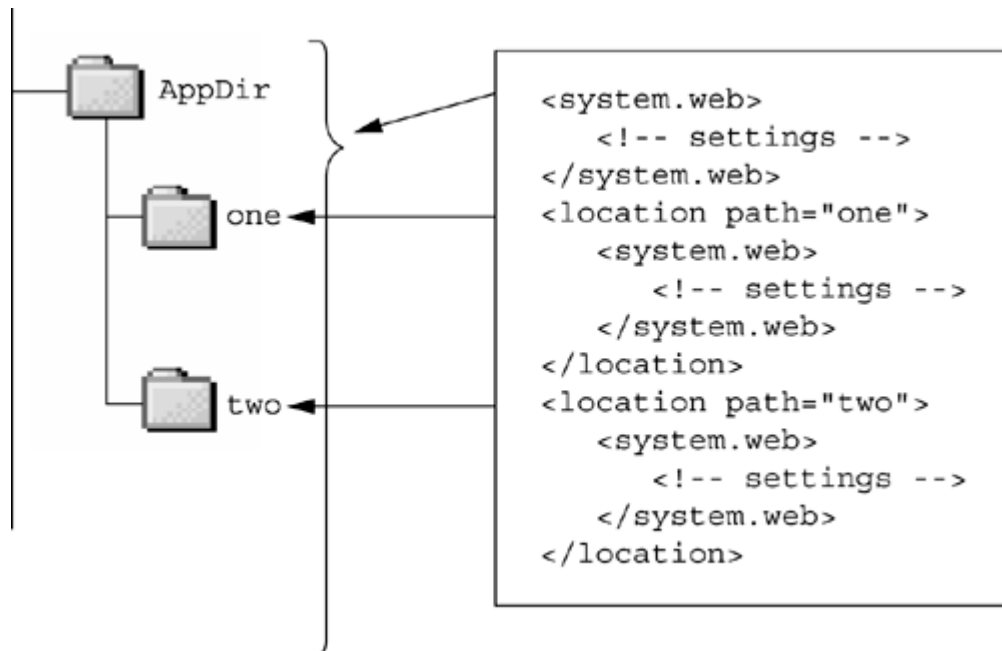 AppDir
one
two
<system.web>
<!-- settings -->
</system.web>
<location path="one">
<system.web>
<!-- settings -->
</system.web>
</location>
<location path="two">
<system.web>
<!-- settings -->
</system.web>
</location>